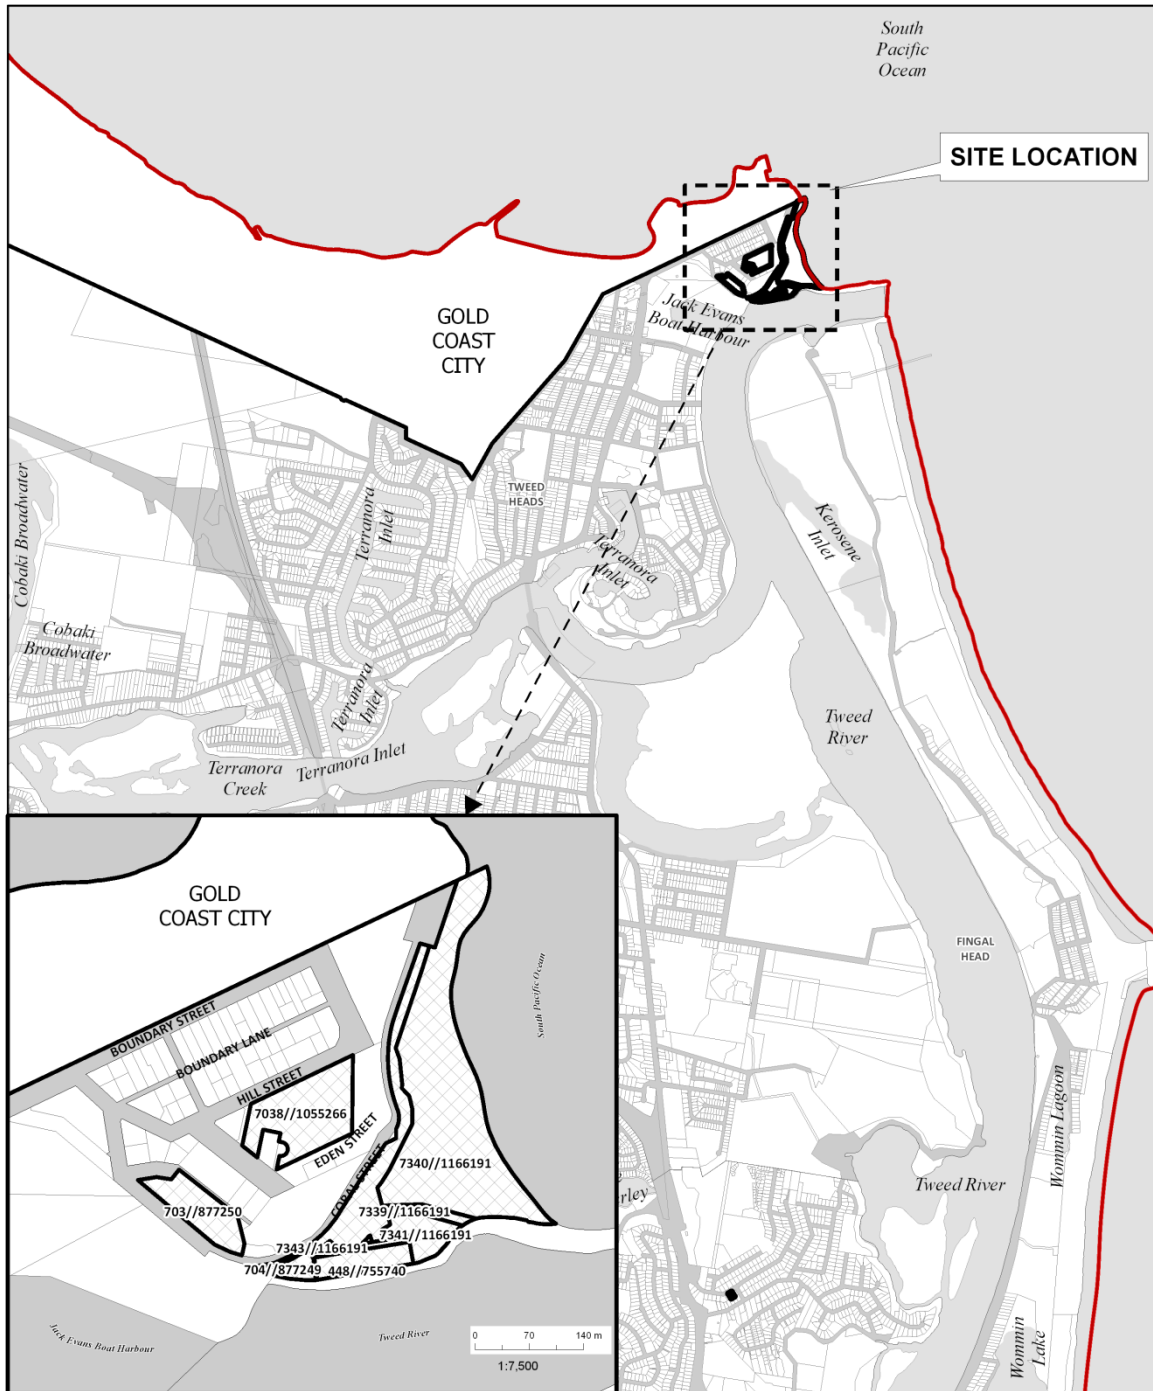 South
Pacific
Ocean
SITE LOCATION
GOLD
COAST
CITY
Jack Evans
Boat Harbour
TWEED
HEADS
Terranora
Inlet
Terranora
Inlet
Kerosene
Inlet
Cobaki Broadwater
Cobaki
Broadwater
Terranora
Inlet
Terranora Inlet
Terranora
Creek
Tweed
River
FINGAL
HEAD
Wommin Lagoon
Tweed River
erley
Wommin
Lake
GOLD
COAST CITY
South Pacific Ocean
BOUNDARY STREET
BOUNDARY LANE
HILL STREET
7038//1055266
EDEN STREET
CORAL STREET
7340//1166191
703//877250
7339//1166191
7341//1166191
7343//1166191
704//877249
448//755740
Jack Evans Boat Harbour
Tweed River
0 70 140 m
1:7,500